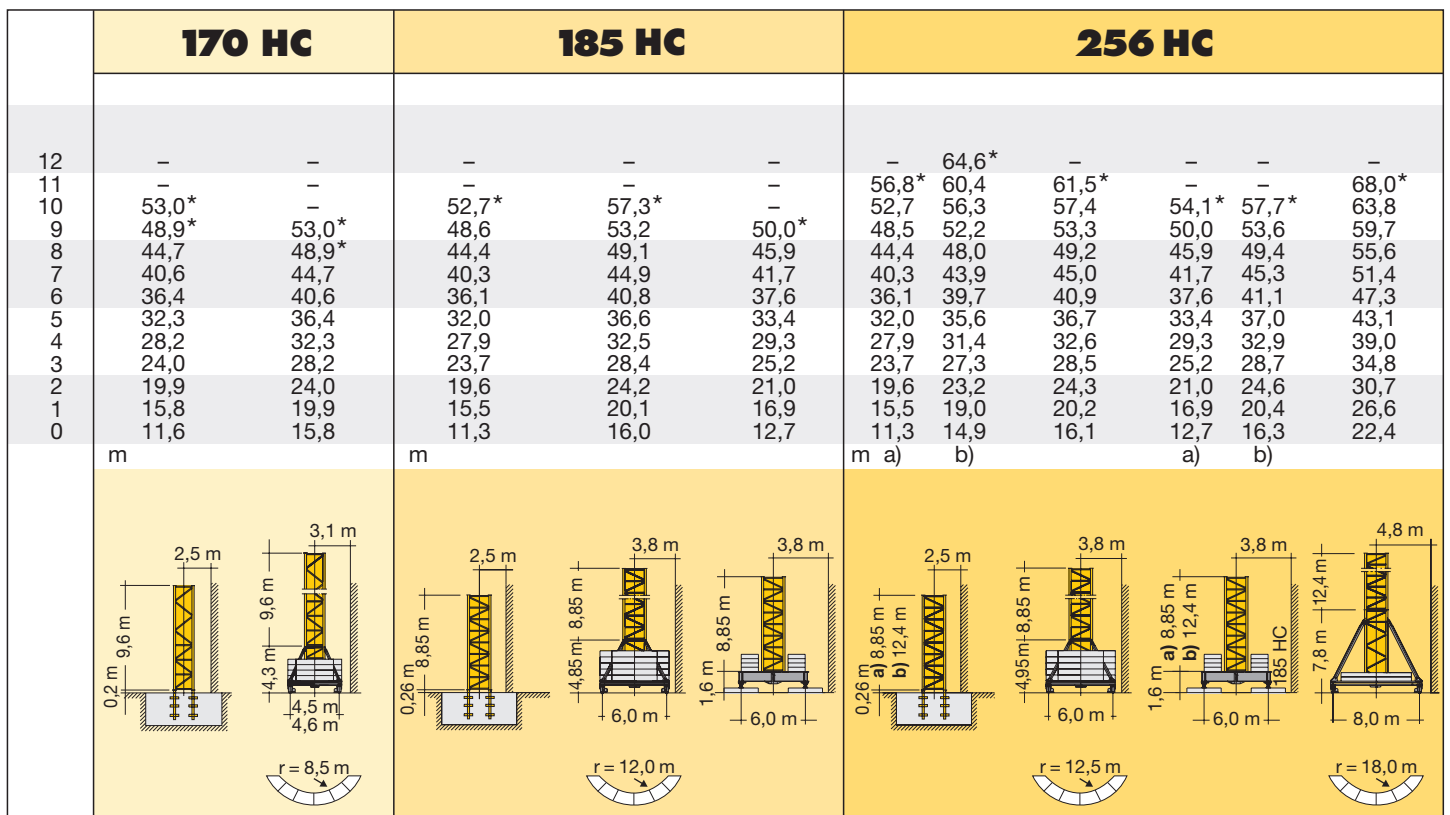 170 HC 185 HC 256 HC
12 – – – – – – 64,6* – – – –
11 – – – – – 56,8* 60,4 61,5* – – 68,0*
10 53,0* – 52,7* 57,3* – 52,7 56,3 57,4 54,1* 57,7* 63,8
9 48,9* 53,0* 48,6 53,2 50,0* 48,5 52,2 53,3 50,0 53,6 59,7
8 44,7 48,9* 44,4 49,1 45,9 44,4 48,0 49,2 45,9 49,4 55,6
7 40,6 44,7 40,3 44,9 41,7 40,3 43,9 45,0 41,7 45,3 51,4
6 36,4 40,6 36,1 40,8 37,6 36,1 39,7 40,9 37,6 41,1 47,3
5 32,3 36,4 32,0 36,6 33,4 32,0 35,6 36,7 33,4 37,0 43,1
4 28,2 32,3 27,9 32,5 29,3 27,9 31,4 32,6 29,3 32,9 39,0
3 24,0 28,2 23,7 28,4 25,2 23,7 27,3 28,5 25,2 28,7 34,8
2 19,9 24,0 19,6 24,2 21,0 19,6 23,2 24,3 21,0 24,6 30,7
1 15,8 19,9 15,5 20,1 16,9 15,5 19,0 20,2 16,9 20,4 26,6
0 11,6 15,8 11,3 16,0 12,7 11,3 14,9 16,1 12,7 16,3 22,4
m m m a) b) a) b)
2,5 m
9,6 m
0,2 m
3,1 m
9,6 m
4,3 m
4,5 m
4,6 m
r = 8,5 m
2,5 m
8,85 m
0,26 m
3,8 m
8,85 m
4,85 m
6,0 m
r = 12,0 m
3,8 m
8,85 m
1,6 m
6,0 m
2,5 m
a) 8,85 m
b) 12,4 m
0,26 m
3,8 m
8,85 m
4,95 m
6,0 m
r = 12,5 m
3,8 m
a) 8,85 m
b) 12,4 m
1,6 m
185 HC
6,0 m
4,8 m
12,4 m
7,8 m
8,0 m
r = 18,0 m